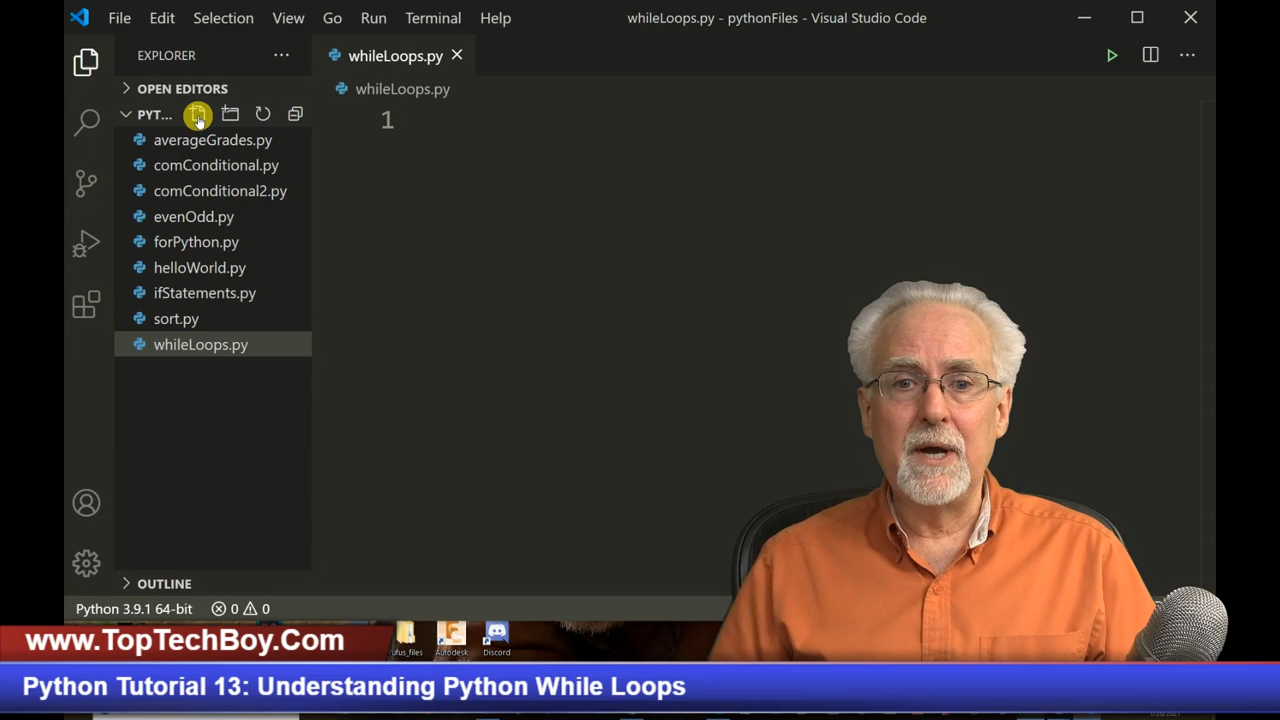 File Edit Selection View Go Run Terminal Help
whileLoops.py - pythonFiles - Visual Studio Code
EXPLORER
whileLoops.py
OPEN EDITORS
whileLoops.py
PYT...
1
averageGrades.py
comConditional.py
comConditional2.py
evenOdd.py
forPython.py
helloWorld.py
ifStatements.py
sort.py
whileLoops.py
OUTLINE
Python 3.9.1 64-bit 0 0
www.TopTechBoy.Com
rufus_files Autodesk Discord
Python Tutorial 13: Understanding Python While Loops